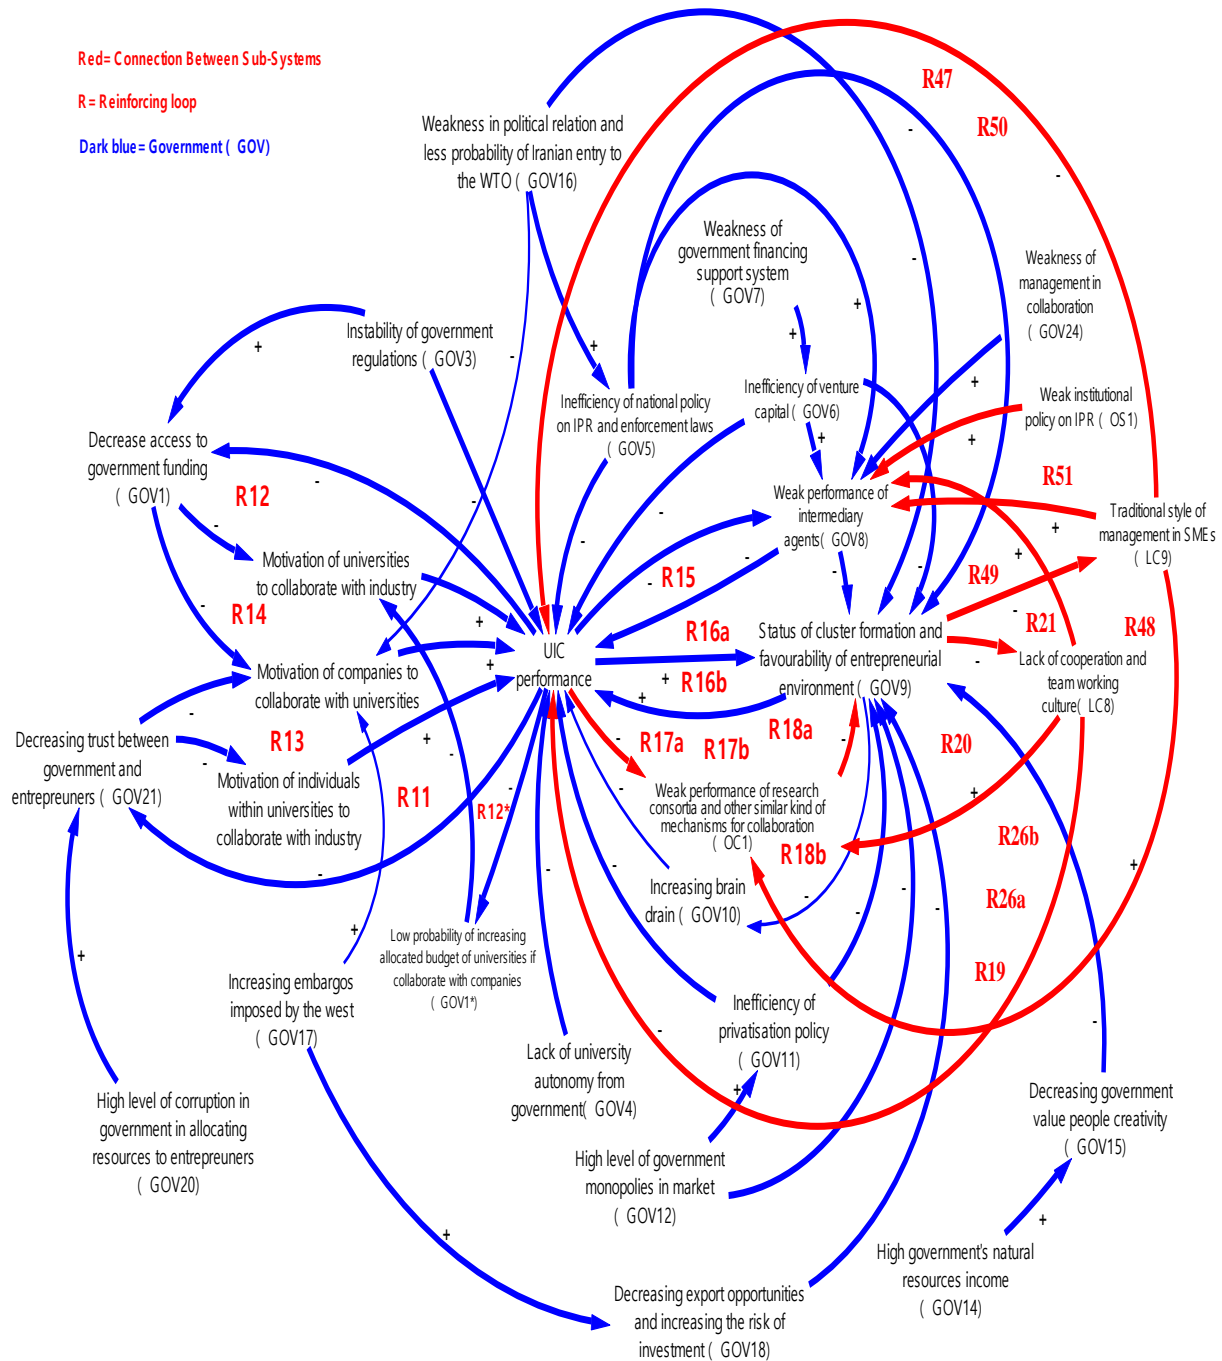 Red= Connection Between Sub-Systems
R= Reinforcing loop
Dark blue= Government ( GOV)
Weakness in political relation and
less probability of Iranian entry to
the WTO ( GOV16)
R47
R50
Weakness of
government financing
support system
( GOV7)
Weakness of
management in
collaboration
( GOV24)
Instability of government
regulations ( GOV3)
Inefficiency of national policy
on IPR and enforcement laws
( GOV5)
Inefficiency of venture
capital ( GOV6)
Weak institutional
policy on IPR ( OS1)
Decrease access to
government funding
( GOV1)
R12
Weak performance of
intermediary
agents( GOV8)
R51
Traditional style of
management in SMEs
( LC9)
Motivation of universities
to collaborate with industry
R14
R15
R49
R21
R48
R16a
R16b
UIC
performance
Status of cluster formation and
favourability of entrepreneurial
environment ( GOV9)
Lack of cooperation and
team working
culture( LC8)
Motivation of companies to
collaborate with universities
Decreasing trust between
government and
entrepreuners ( GOV21)
R13
Motivation of individuals
within universities to
collaborate with industry
R11
R12*
R17a
R17b
R18a
R20
Weak performance of research
consortia and other similar kind of
mechanisms for collaboration
( OC1)
R18b
R26b
R26a
R19
Increasing brain
drain ( GOV10)
Low probability of increasing
allocated budget of universities if
collaborate with companies
( GOV1*)
Increasing embargos
imposed by the west
( GOV17)
Inefficiency of
privatisation policy
( GOV11)
Lack of university
autonomy from
government( GOV4)
High level of corruption in
government in allocating
resources to entrepreuners
( GOV20)
Decreasing government
value people creativity
( GOV15)
High level of government
monopolies in market
( GOV12)
High government's natural
resources income
( GOV14)
Decreasing export opportunities
and increasing the risk of
investment ( GOV18)